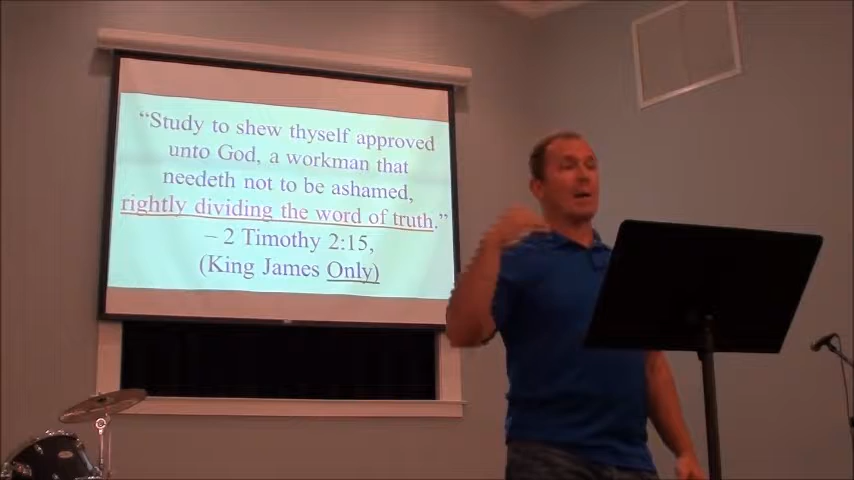 “Study to shew thyself approved
unto God, a workman that
needeth not to be ashamed,
rightly dividing the word of truth.”
– 2 Timothy 2:15,
(King James Only)